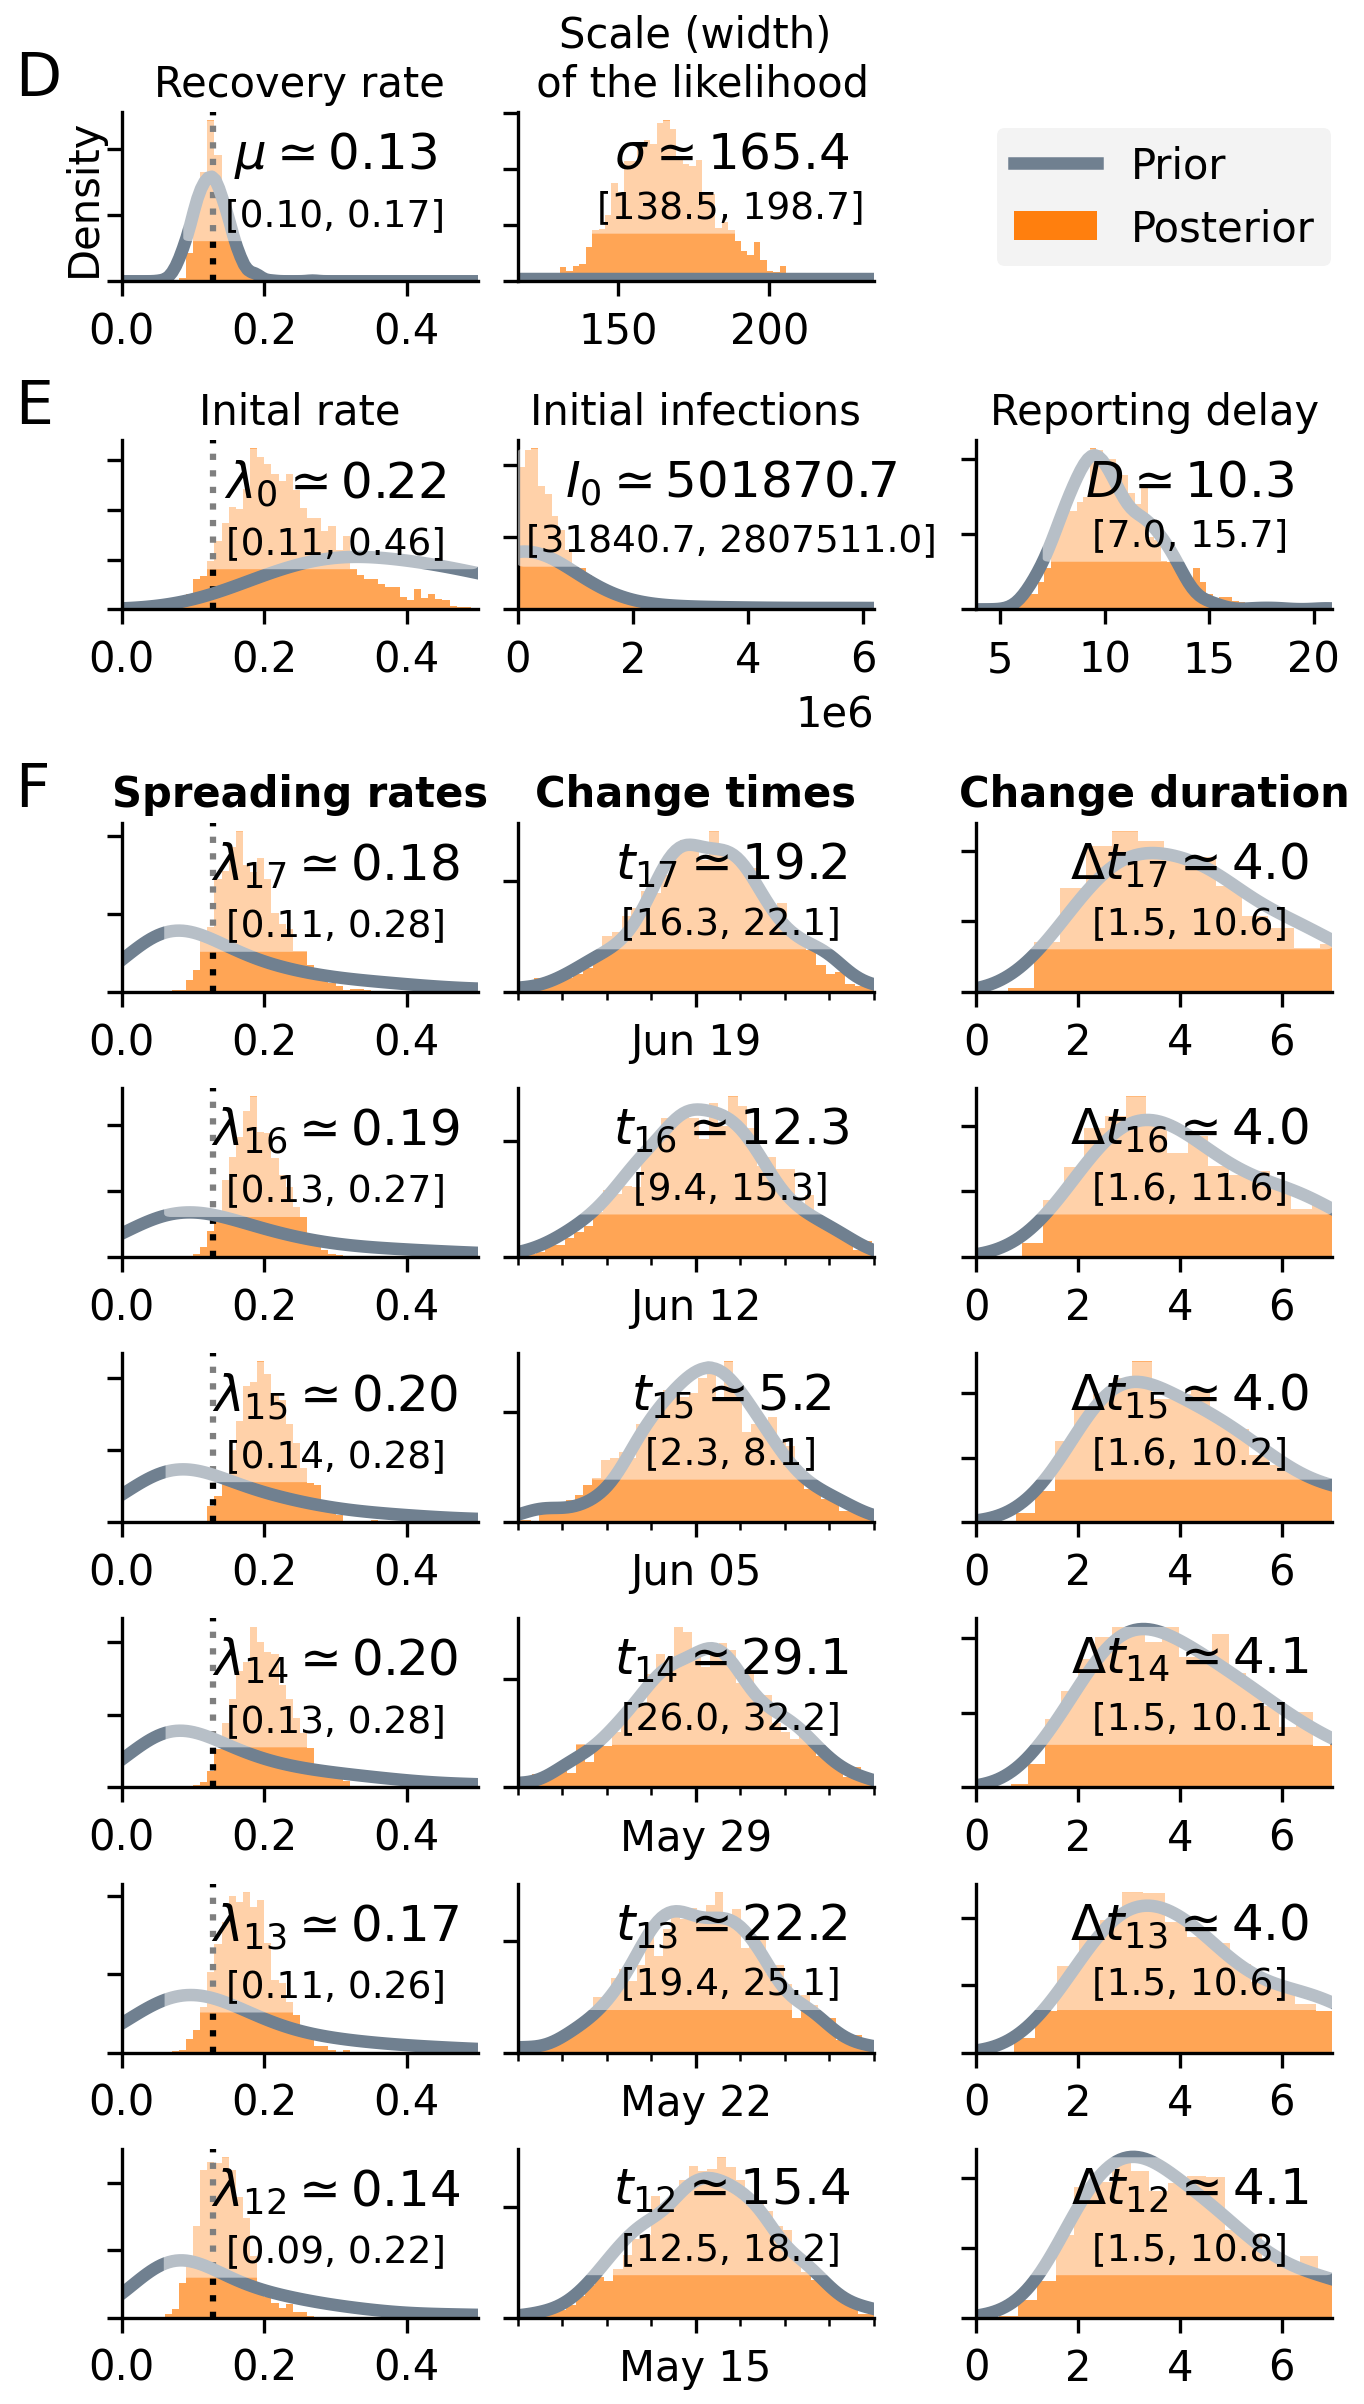 D
Recovery rate
Scale (width)
of the likelihood
Density
μ ≃ 0.13
[0.10, 0.17]
σ ≃ 165.4
[138.5, 198.7]
Prior
Posterior
0.0 0.2 0.4
150 200
E
Inital rate
Initial infections
Reporting delay
λ₀ ≃ 0.22
[0.11, 0.46]
I₀ ≃ 501870.7
[31840.7, 2807511.0]
D ≃ 10.3
[7.0, 15.7]
0.0 0.2 0.4
0 2 4 6
1e6
5 10 15 20
F
Spreading rates
Change times
Change duration
λ₁₇ ≃ 0.18
[0.11, 0.28]
t₁₇ ≃ 19.2
[16.3, 22.1]
Δt₁₇ ≃ 4.0
[1.5, 10.6]
0.0 0.2 0.4
Jun 19
0 2 4 6
λ₁₆ ≃ 0.19
[0.13, 0.27]
t₁₆ ≃ 12.3
[9.4, 15.3]
Δt₁₆ ≃ 4.0
[1.6, 11.6]
0.0 0.2 0.4
Jun 12
0 2 4 6
λ₁₅ ≃ 0.20
[0.14, 0.28]
t₁₅ ≃ 5.2
[2.3, 8.1]
Δt₁₅ ≃ 4.0
[1.6, 10.2]
0.0 0.2 0.4
Jun 05
0 2 4 6
λ₁₄ ≃ 0.20
[0.13, 0.28]
t₁₄ ≃ 29.1
[26.0, 32.2]
Δt₁₄ ≃ 4.1
[1.5, 10.1]
0.0 0.2 0.4
May 29
0 2 4 6
λ₁₃ ≃ 0.17
[0.11, 0.26]
t₁₃ ≃ 22.2
[19.4, 25.1]
Δt₁₃ ≃ 4.0
[1.5, 10.6]
0.0 0.2 0.4
May 22
0 2 4 6
λ₁₂ ≃ 0.14
[0.09, 0.22]
t₁₂ ≃ 15.4
[12.5, 18.2]
Δt₁₂ ≃ 4.1
[1.5, 10.8]
0.0 0.2 0.4
May 15
0 2 4 6